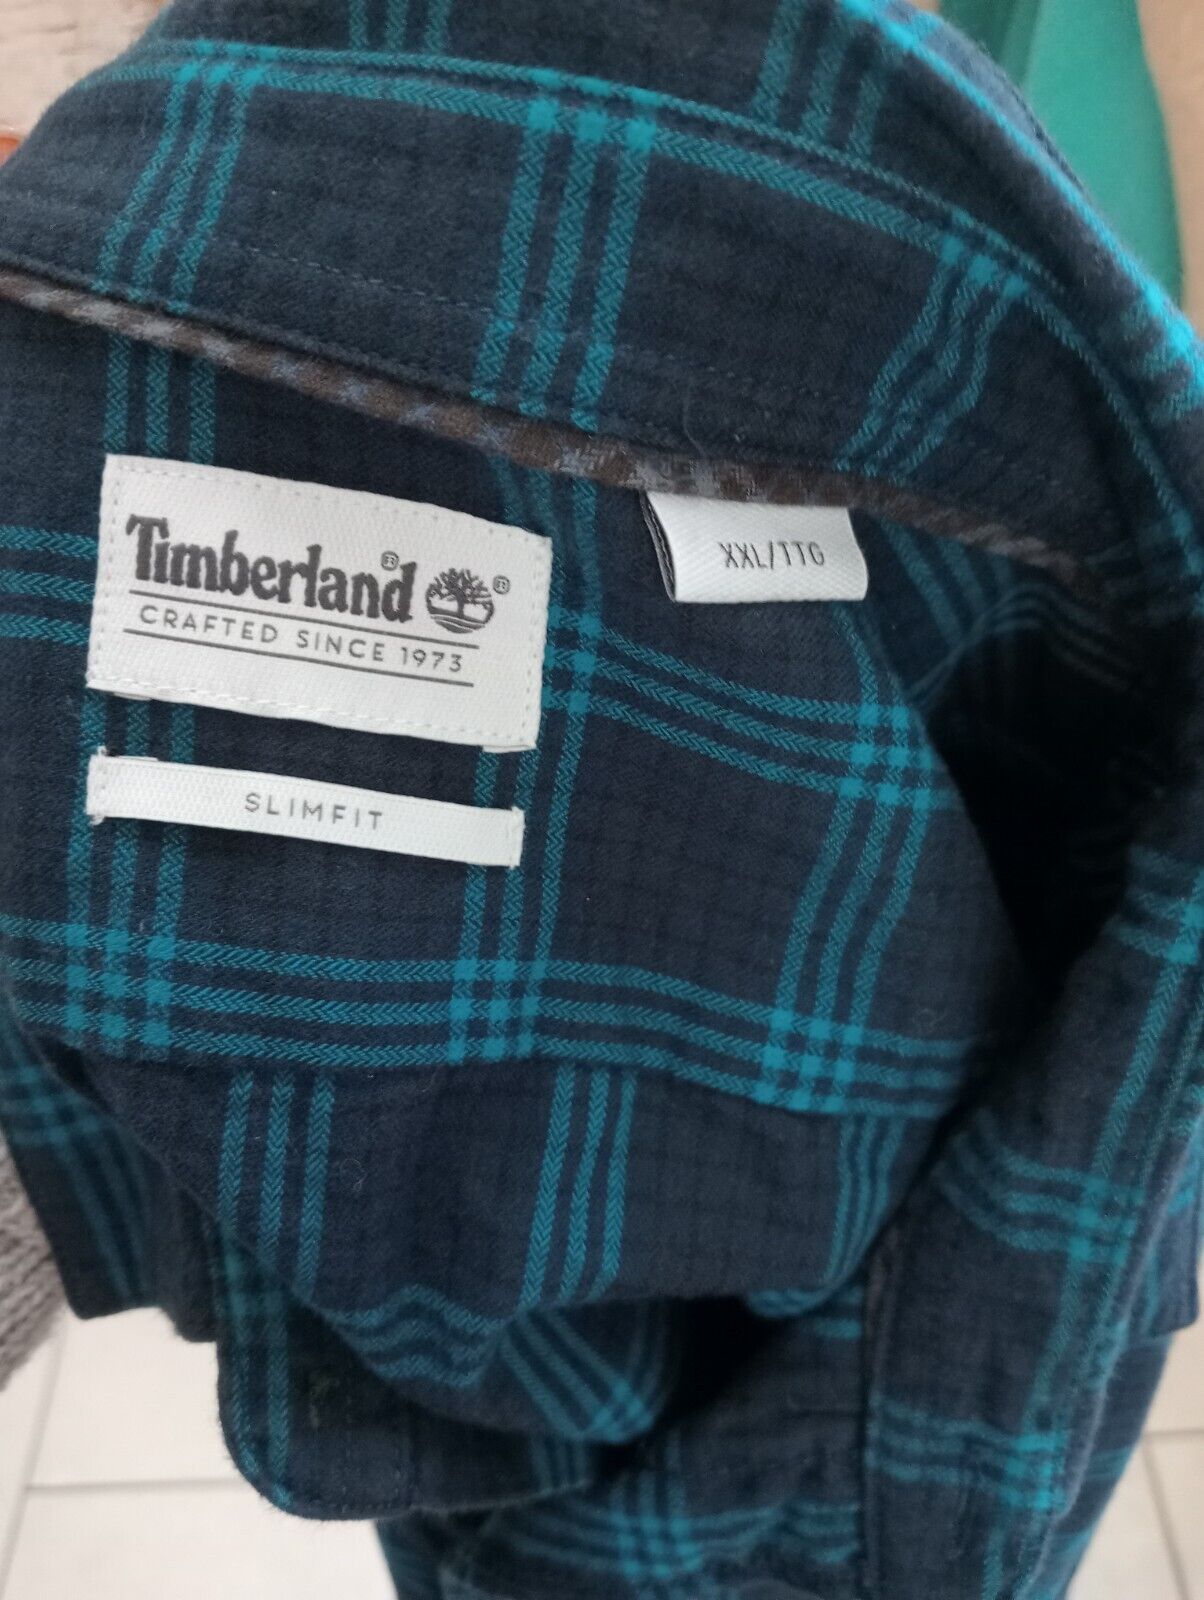 Timberland®®
CRAFTED SINCE 1973
XXL/TTG
SLIMFIT